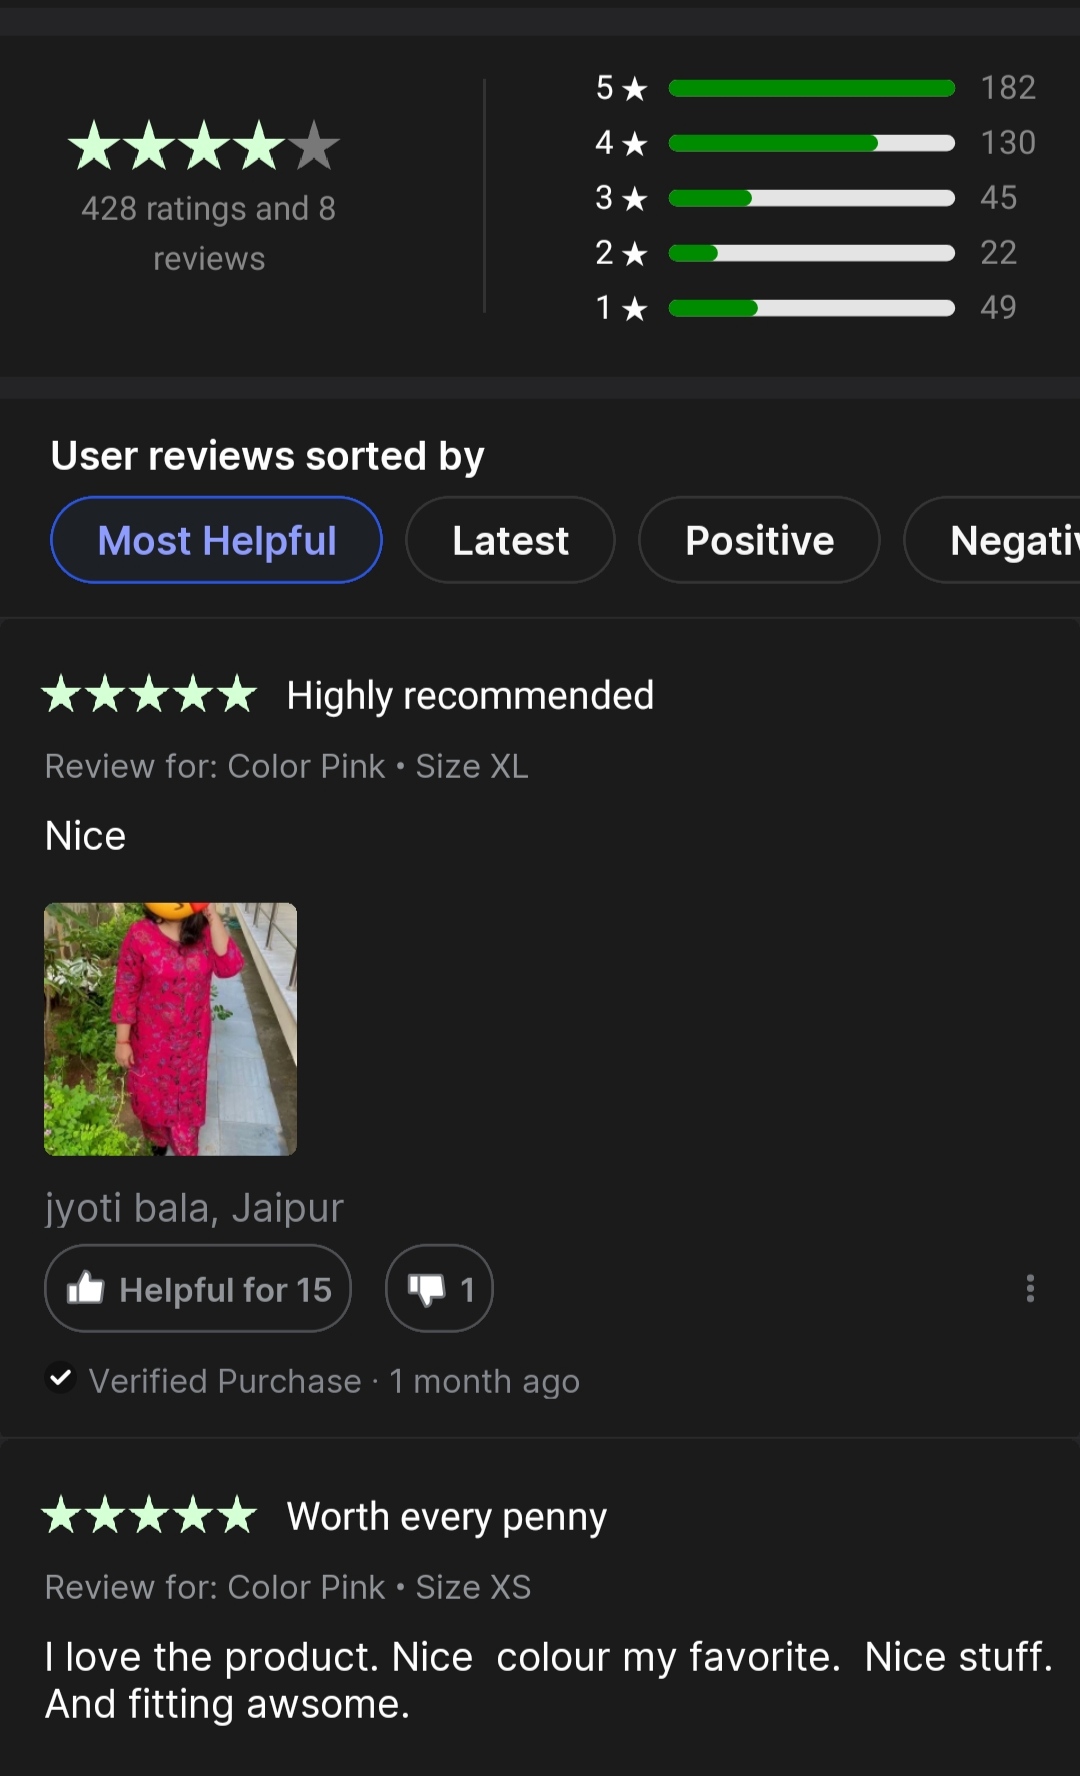 428 ratings and 8
reviews
5★ 182
4★ 130
3★ 45
2★ 22
1★ 49
User reviews sorted by
Most Helpful Latest Positive
Highly recommended
Review for: Color Pink • Size XL
Nice
jyoti bala, Jaipur
Helpful for 15 1
Verified Purchase · 1 month ago
Worth every penny
Review for: Color Pink • Size XS
I love the product. Nice  colour my favorite.  Nice stuff.
And fitting awsome.